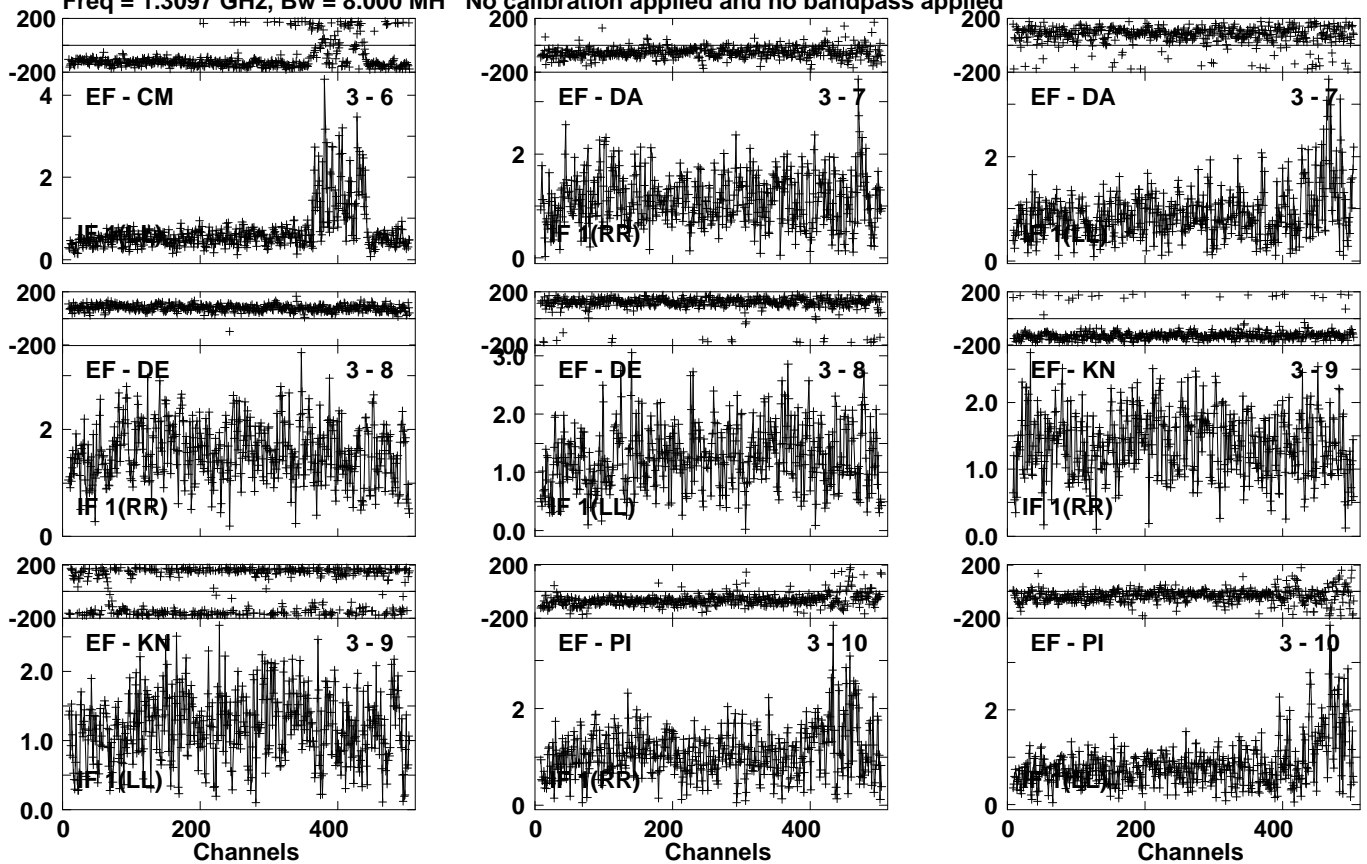 Freq = 1.3097 GHz, Bw = 8.000 MH No calibration applied and no bandpass applied
200
-200
EF - CM 3 - 6
4
2
0
200
-200
EF - DA 3 - 7
2
0
IF 1(RR)
200
-200
EF - DA 3 - 7
2
0
IF 1(LL)
200
-200
EF - DE 3 - 8
2
0
IF 1(RR)
200
-200
3.0
EF - DE 3 - 8
2.0
1.0
0.0
IF 1(LL)
200
-200
EF - KN 3 - 9
2.0
1.0
0.0
IF 1(RR)
200
-200
EF - KN 3 - 9
2.0
1.0
0.0
IF 1(LL)
0 200 400
Channels
200
-200
EF - PI 3 - 10
2
0
IF 1(RR)
0 200 400
Channels
200
-200
EF - PI 3 - 10
2
0
IF 1(LL)
0 200 400
Channels